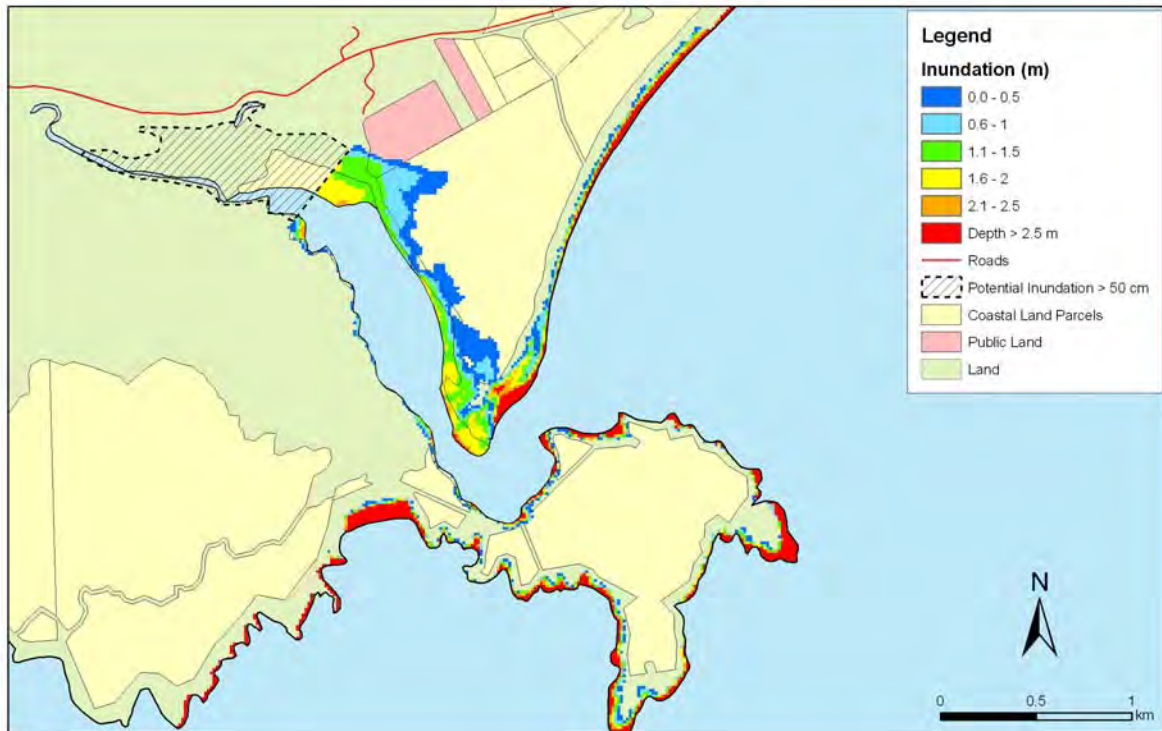 Legend
Inundation (m)
0.0 - 0.5
0.6 - 1
1.1 - 1.5
1.6 - 2
2.1 - 2.5
Depth > 2.5 m
Roads
Potential Inundation > 50 cm
Coastal Land Parcels
Public Land
Land
N
0 0.5 1
km